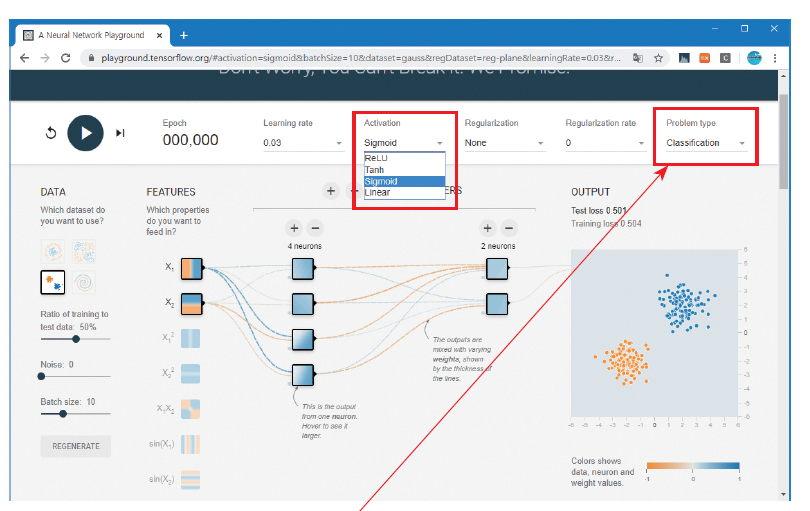 A Neural Network Playground
playground.tensorflow.org/#activation=sigmoid&batchSize=10&dataset=gauss&regDataset=reg-plane&learningRate=0.03&r...
Don't Worry, You Can't Break It. We Promise.
Epoch
000,000
Learning rate
0.03
Activation
Sigmoid
ReLU
Tanh
Sigmoid
Linear
Regularization
None
Regularization rate
0
Problem type
Classification
DATA
Which dataset do
you want to use?
Ratio of training to
test data: 50%
Noise: 0
Batch size: 10
REGENERATE
FEATURES
Which properties
do you want to
feed in?
X1
X2
X1²
X2²
X1X2
sin(X1)
sin(X2)
+ −
ERS
+ −
4 neurons
+ −
2 neurons
The outputs are
mixed with varying
weights, shown
by the thickness of
the lines.
This is the output
from one neuron.
Hover to see it
larger.
OUTPUT
Test loss 0.501
Training loss 0.504
6
5
4
3
2
1
0
-1
-2
-3
-4
-5
-6
-6 -5 -4 -3 -2 -1 0 1 2 3 4 5 6
Colors shows
data, neuron and
weight values.
-1 0 1